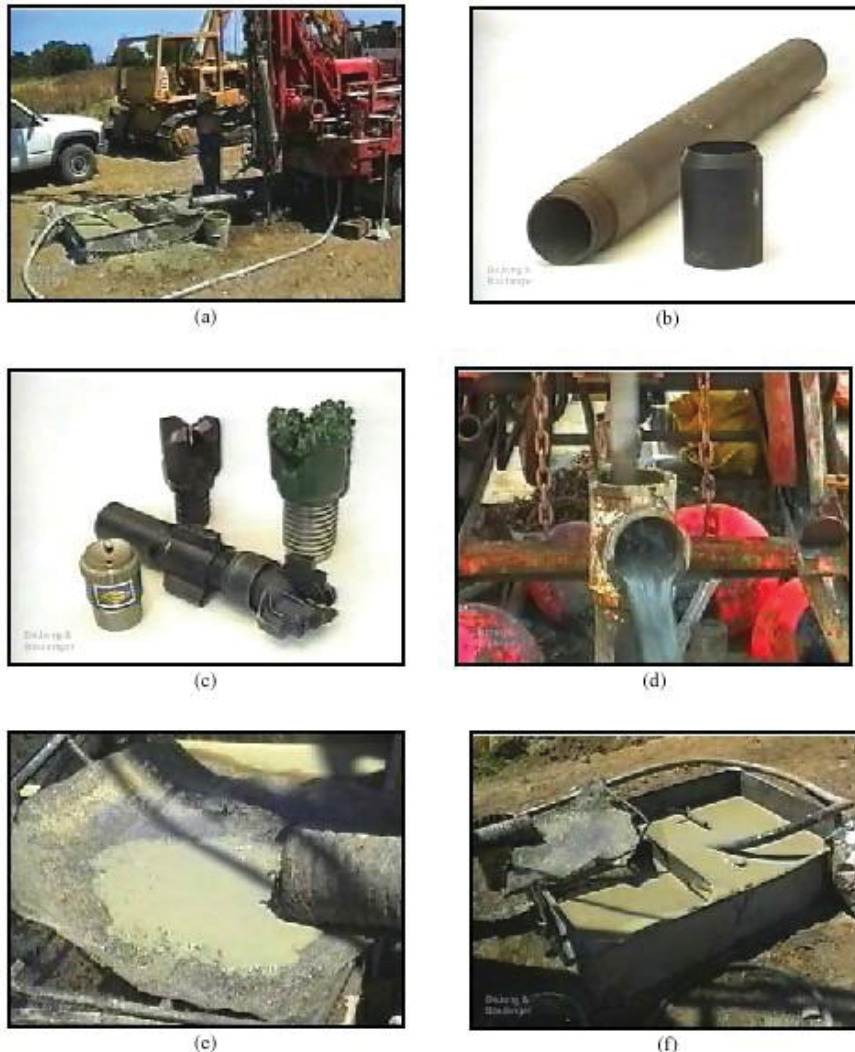 (a)
DeJong &
Boulanger
(b)
DeJong &
Boulanger
(c)
(d)
(e)
DeJong &
Boulanger
(f)